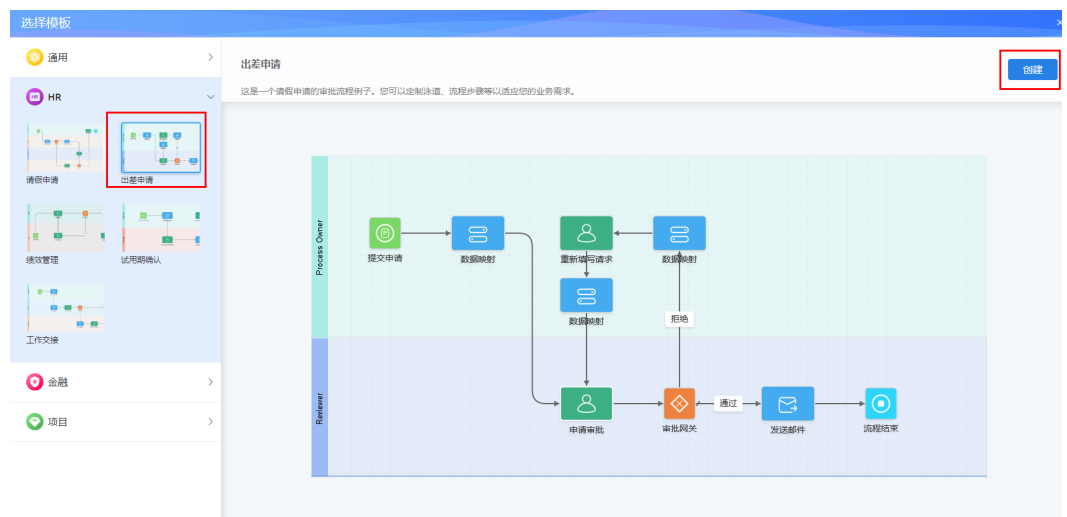 选择模板
通用
HR
请假申请
出差申请
绩效管理
试用期确认
工作交接
金融
项目
出差申请
创建
这是一个请假申请的审批流程例子。您可以定制泳道、流程步骤等以适应您的业务需求。
Process Owner
提交申请
数据映射
重新填写请求
数据映射
数据映射
拒绝
Reviewer
申请审批
审批网关
通过
发送邮件
流程结束